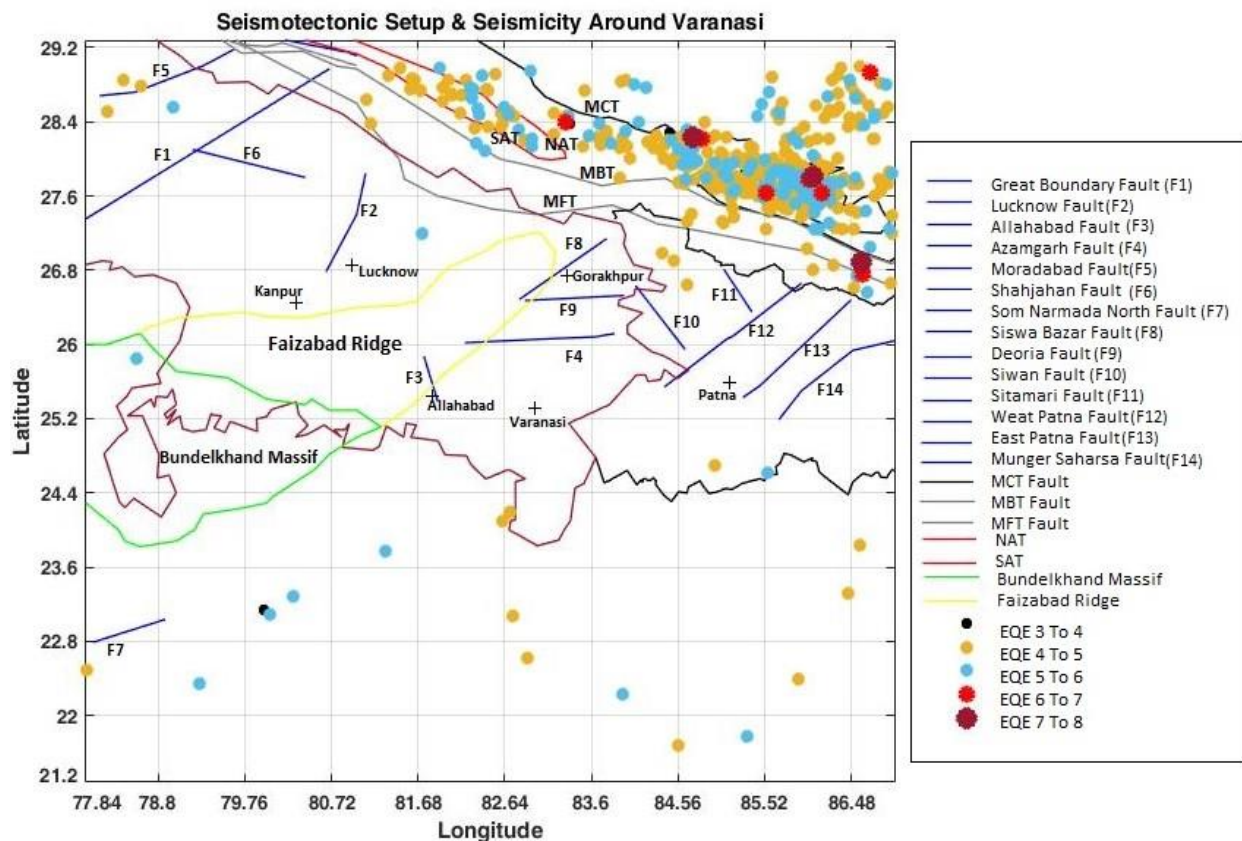 Seismotectonic Setup & Seismicity Around Varanasi
29.2
28.4
27.6
26.8
26
25.2
24.4
23.6
22.8
22
21.2
Latitude
77.84 78.8 79.76 80.72 81.68 82.64 83.6 84.56 85.52 86.48
Longitude
F5
F1
F6
F2
SAT
NAT
MCT
MBT
MFT
F8
Lucknow
Gorakhpur
Kanpur
F9
F10
F11
F12
Faizabad Ridge
F4
F13
F3
F14
Allahabad
Patna
Varanasi
Bundelkhand Massif
F7
Great Boundary Fault (F1)
Lucknow Fault(F2)
Allahabad Fault (F3)
Azamgarh Fault (F4)
Moradabad Fault(F5)
Shahjahan Fault (F6)
Som Narmada North Fault (F7)
Siswa Bazar Fault (F8)
Deoria Fault (F9)
Siwan Fault (F10)
Sitamari Fault (F11)
Weat Patna Fault(F12)
East Patna Fault(F13)
Munger Saharsa Fault(F14)
MCT Fault
MBT Fault
MFT Fault
NAT
SAT
Bundelkhand Massif
Faizabad Ridge
EQE 3 To 4
EQE 4 To 5
EQE 5 To 6
EQE 6 To 7
EQE 7 To 8